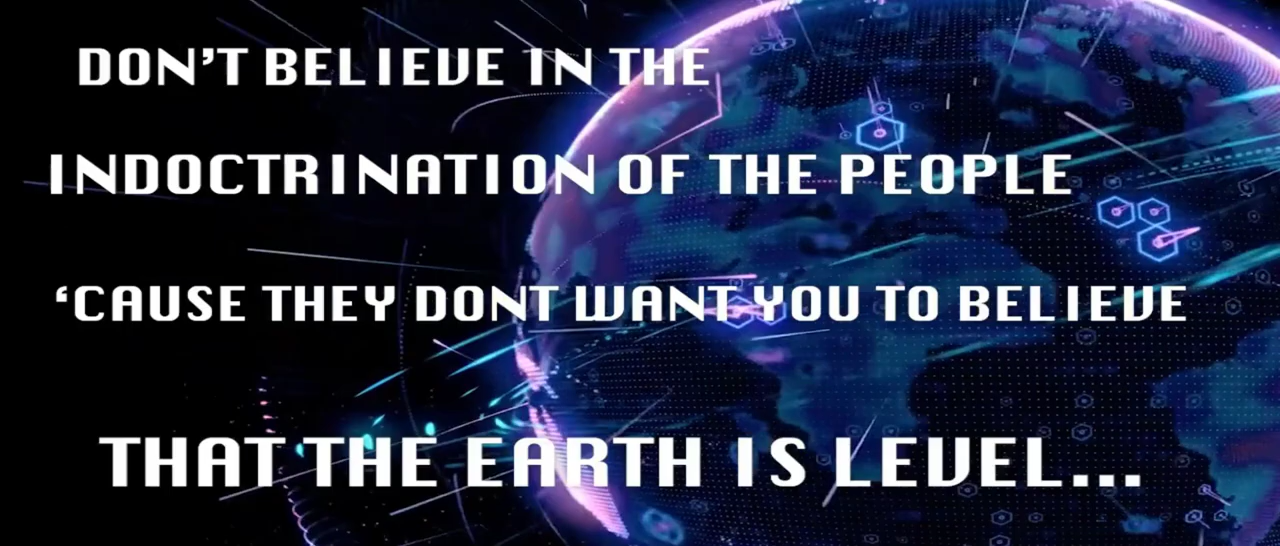 DON’T BELIEVE IN THE
INDOCTRINATION OF THE PEOPLE
‘CAUSE THEY DONT WANT YOU TO BELIEVE
THAT THE EARTH IS LEVEL...